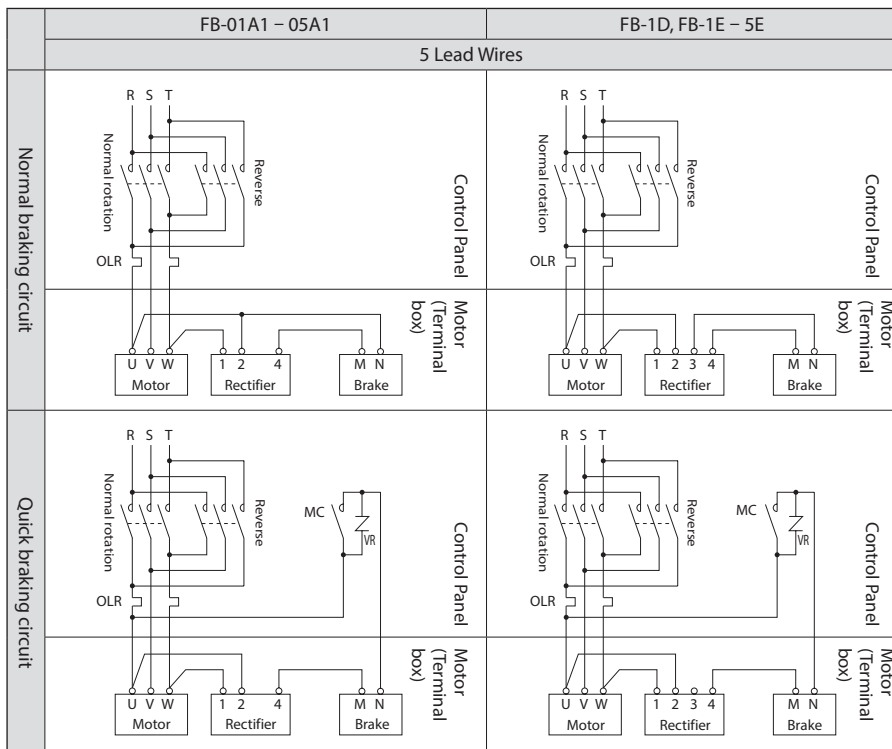 FB-01A1 – 05A1
FB-1D, FB-1E – 5E
5 Lead Wires
Normal braking circuit
R S T
Normal rotation
Reverse
OLR
Control Panel
Motor
(Terminal
box)
U V W
Motor
1 2 4
Rectifier
M N
Brake
R S T
Normal rotation
Reverse
OLR
Control Panel
Motor
(Terminal
box)
U V W
Motor
1 2 3 4
Rectifier
M N
Brake
Quick braking circuit
R S T
Normal rotation
Reverse
MC
VR
OLR
Control Panel
Motor
(Terminal
box)
U V W
Motor
1 2 4
Rectifier
M N
Brake
R S T
Normal rotation
Reverse
MC
VR
OLR
Control Panel
Motor
(Terminal
box)
U V W
Motor
1 2 3 4
Rectifier
M N
Brake